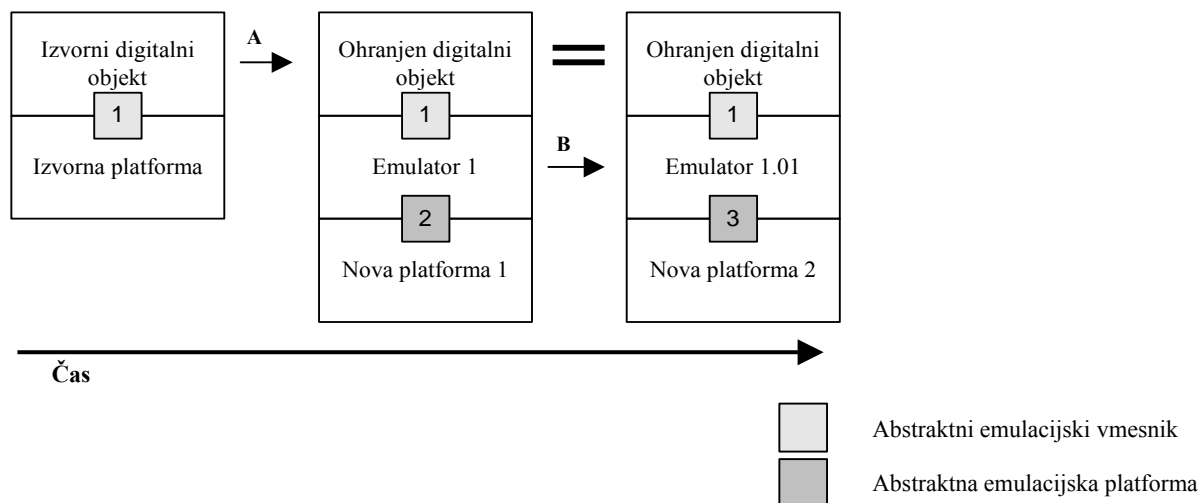 Izvorni digitalni
objekt
1
Izvorna platforma
A
Ohranjen digitalni
objekt
1
Emulator 1
2
Nova platforma 1
B
Ohranjen digitalni
objekt
1
Emulator 1.01
3
Nova platforma 2
Čas
Abstraktni emulacijski vmesnik
Abstraktna emulacijska platforma